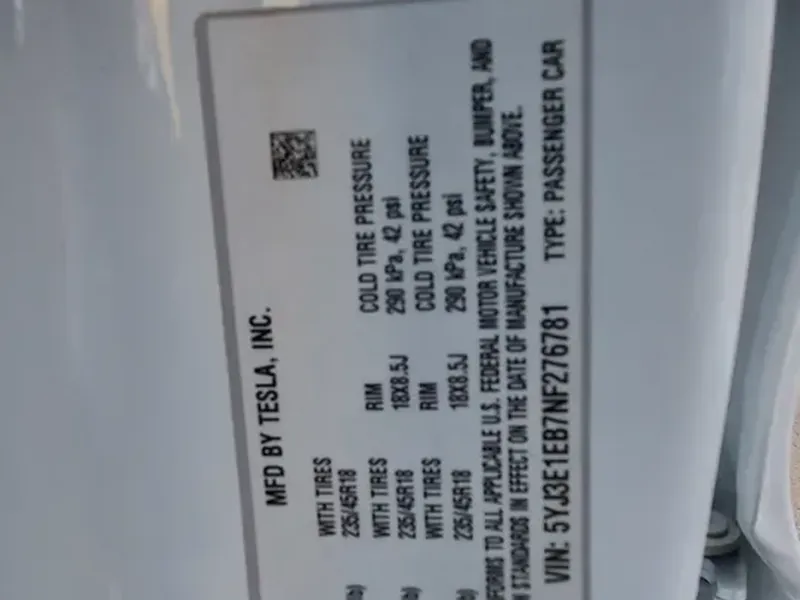 MFD BY TESLA, INC.
WITH TIRES RIM COLD TIRE PRESSURE
235/45R18 18X8.5J 290 kPa, 42 psi
WITH TIRES RIM COLD TIRE PRESSURE
235/45R18 18X8.5J 290 kPa, 42 psi
WITH TIRES
235/45R18
TO ALL APPLICABLE U.S. FEDERAL MOTOR VEHICLE SAFETY, BUMPER, AND
STANDARDS IN EFFECT ON THE DATE OF MANUFACTURE SHOWN ABOVE.
VIN: 5YJ3E1EB7NF276781 TYPE: PASSENGER CAR